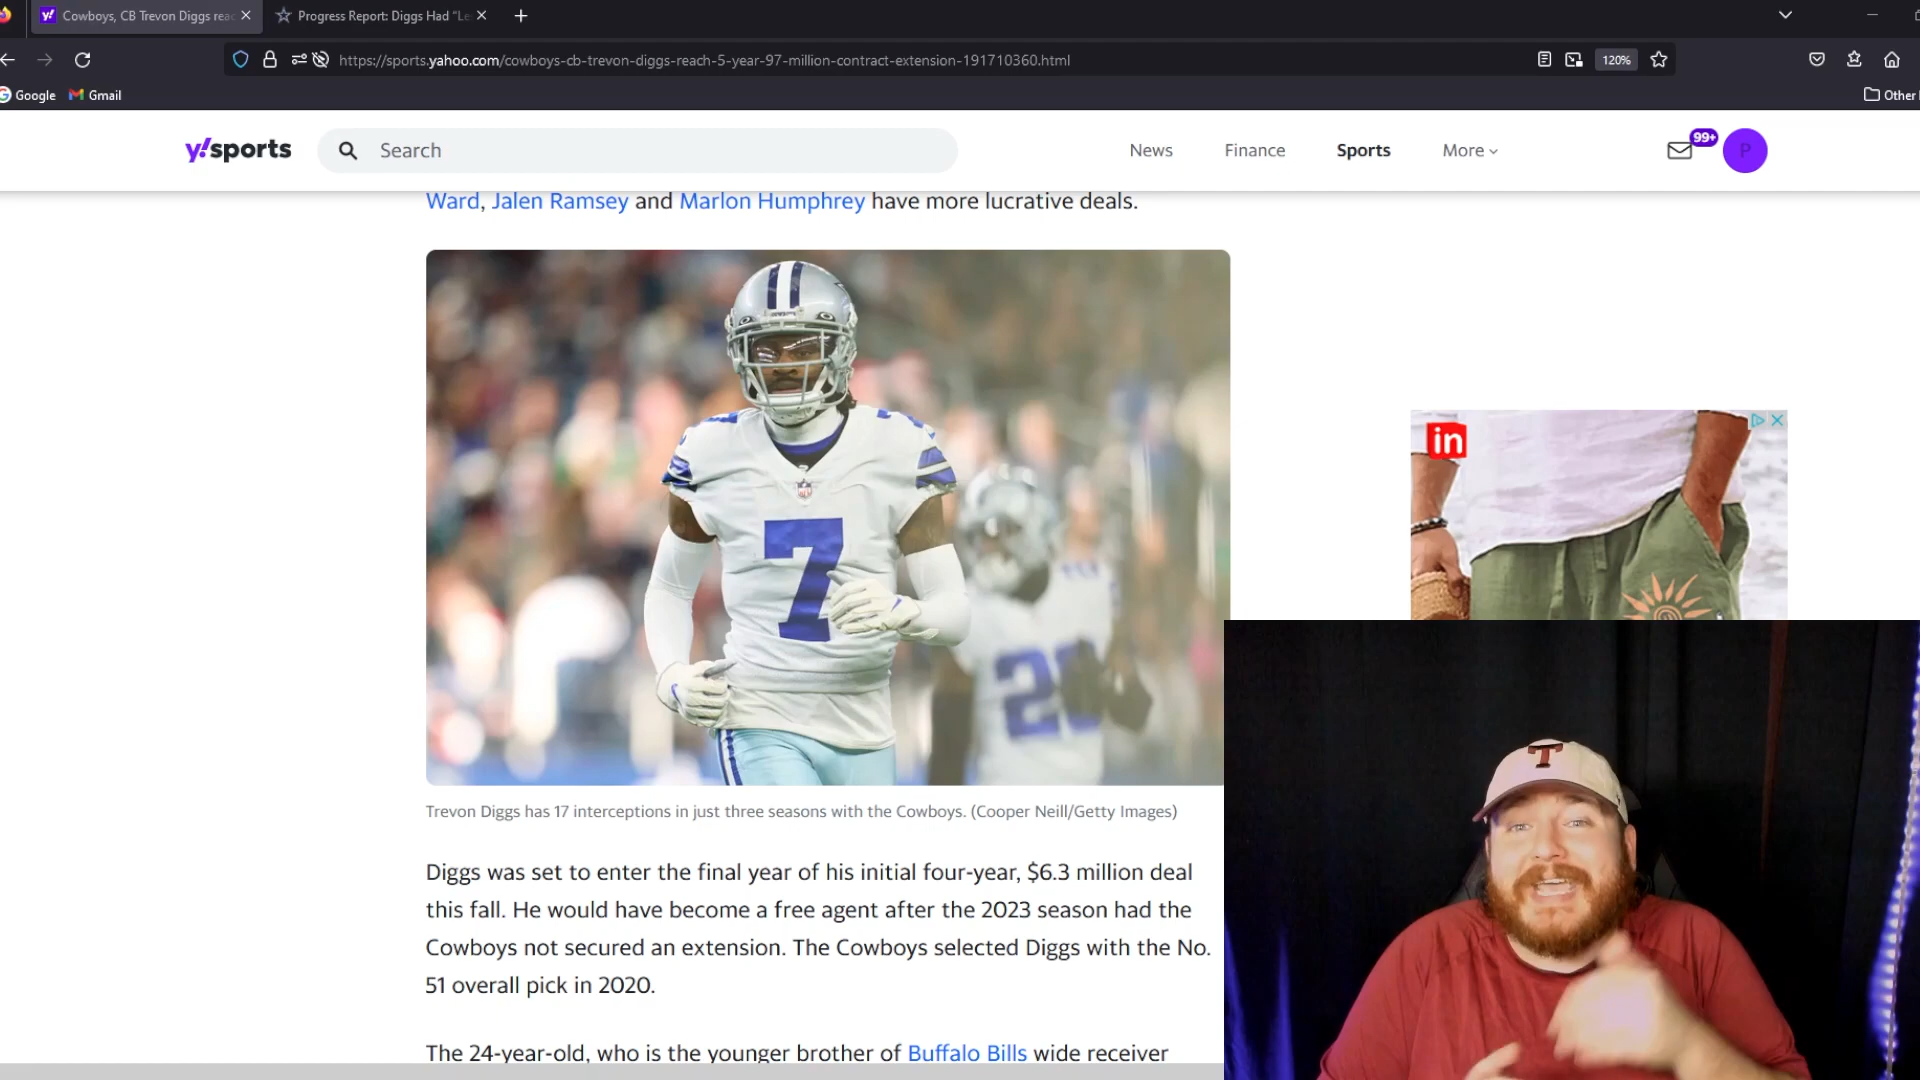 Cowboys, CB Trevon Diggs reac
Progress Report: Diggs Had "Le
https://sports.yahoo.com/cowboys-cb-trevon-diggs-reach-5-year-97-million-contract-extension-191710360.html
120%
Google
Gmail
Other
y!sports
Search
News
Finance
Sports
More
99+
P
Ward, Jalen Ramsey and Marlon Humphrey have more lucrative deals.
7
7
in
T
Trevon Diggs has 17 interceptions in just three seasons with the Cowboys. (Cooper Neill/Getty Images)
Diggs was set to enter the final year of his initial four-year, $6.3 million deal
this fall. He would have become a free agent after the 2023 season had the
Cowboys not secured an extension. The Cowboys selected Diggs with the No.
51 overall pick in 2020.
The 24-year-old, who is the younger brother of Buffalo Bills wide receiver